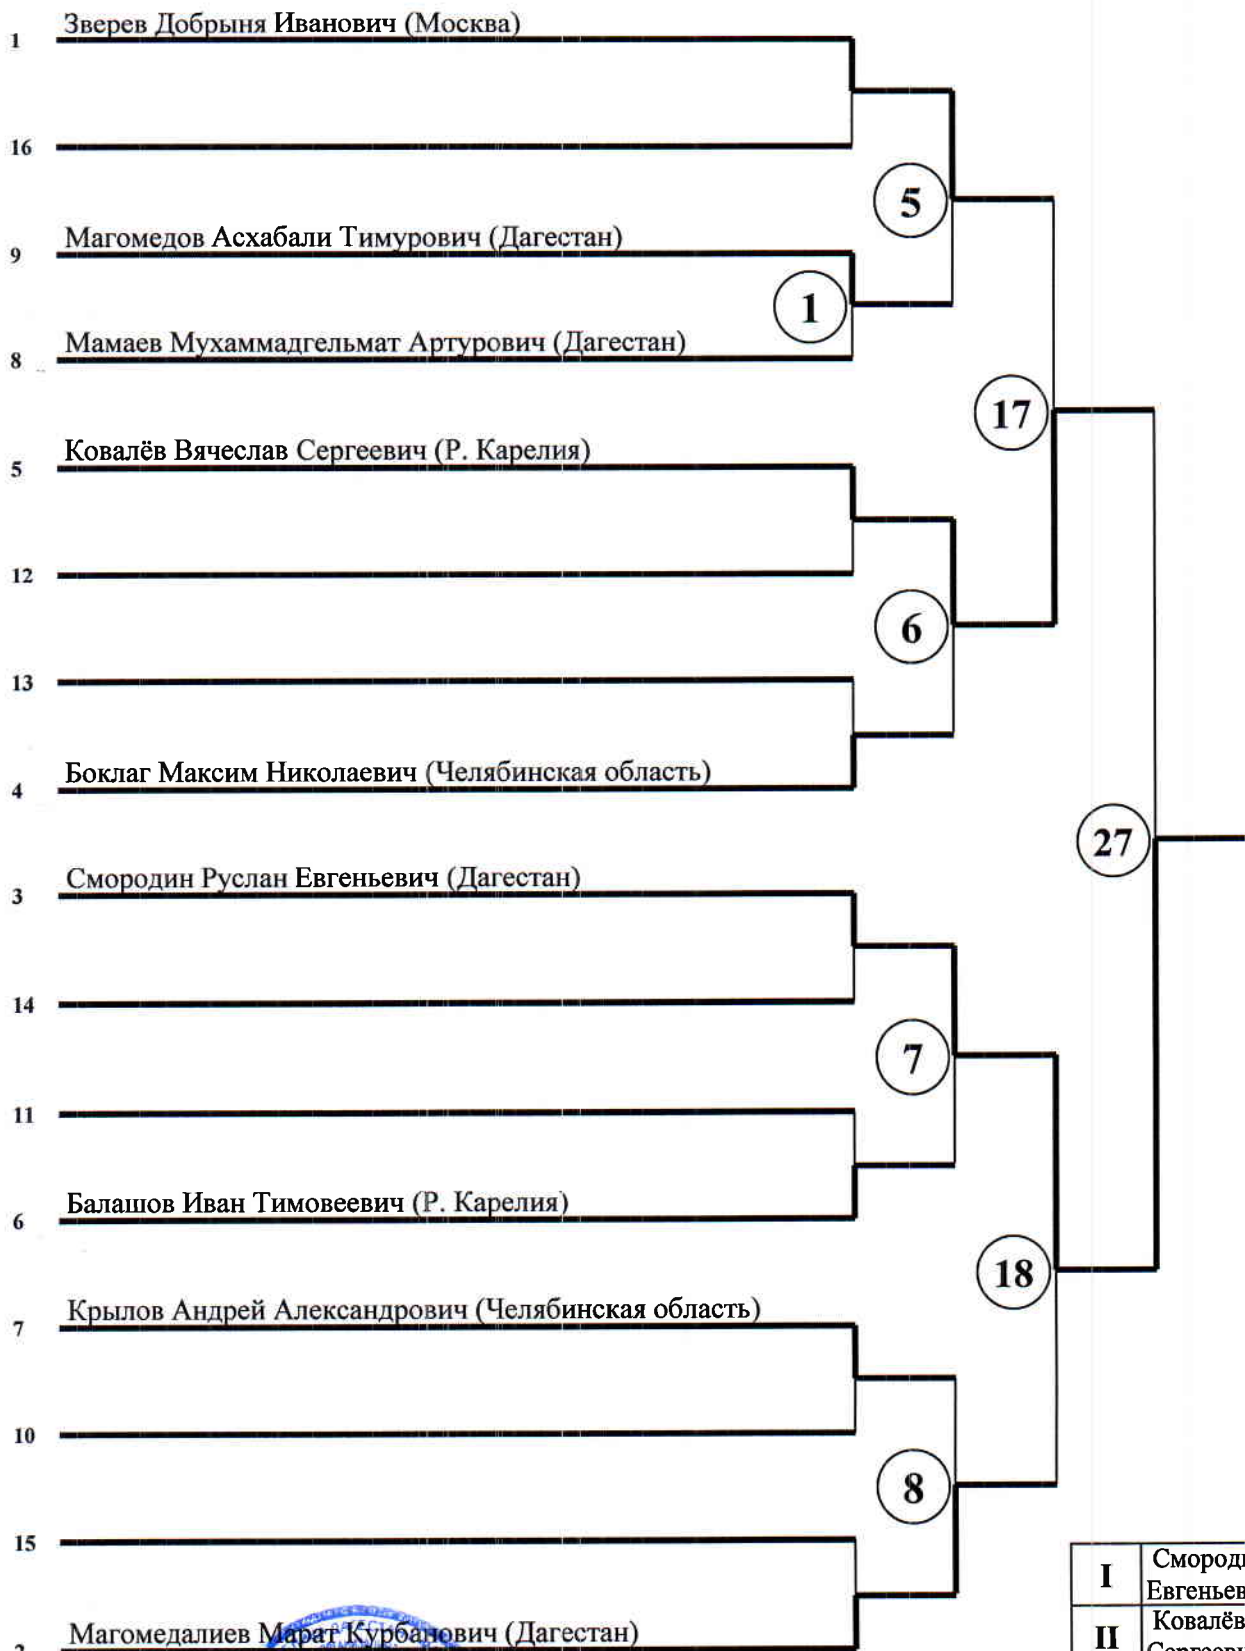 Зверев Добрыня Иванович (Москва)
1
16
5
Магомедов Асхабали Тимурович (Дагестан)
9
1
Мамаев Мухаммадгельмат Артурович (Дагестан)
8
17
Ковалёв Вячеслав Сергеевич (Р. Карелия)
5
12
6
13
Боклаг Максим Николаевич (Челябинская область)
4
27
Смородин Руслан Евгеньевич (Дагестан)
3
14
7
11
Балашов Иван Тимовеевич (Р. Карелия)
6
18
Крылов Андрей Александрович (Челябинская область)
7
10
8
15
I
Смород
Евгеньев
Магомедалиев Марат Курбанович (Дагестан)
II
Ковалёв